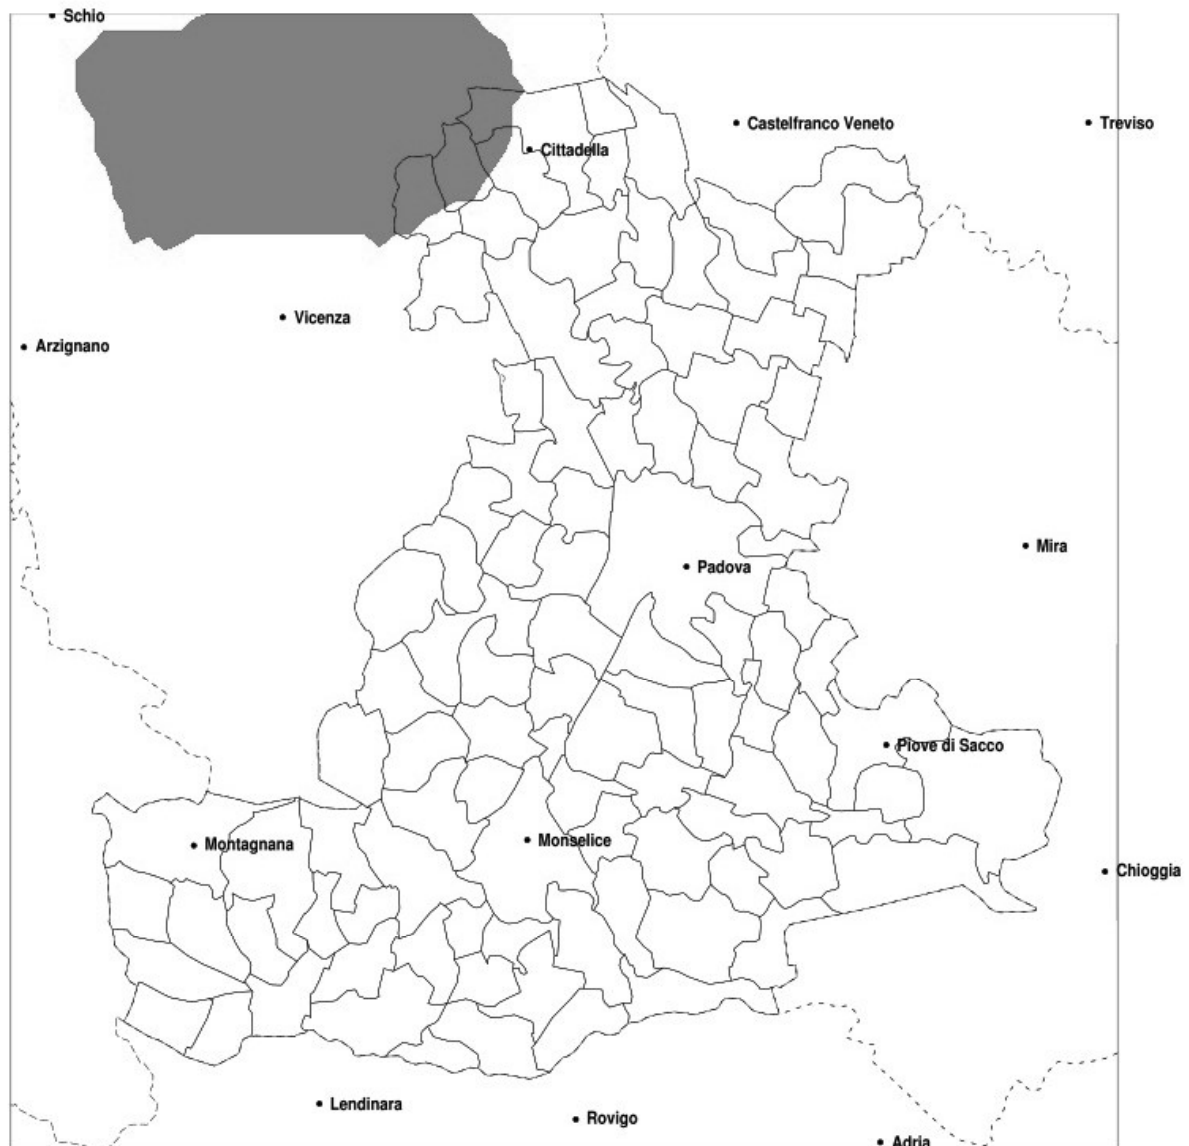 Schio
Castelfranco Veneto
Treviso
Cittadella
Vicenza
Arzignano
Mira
Padova
Piove di Sacco
Monselice
Montagnana
Chioggia
Lendinara
Rovigo
Adria